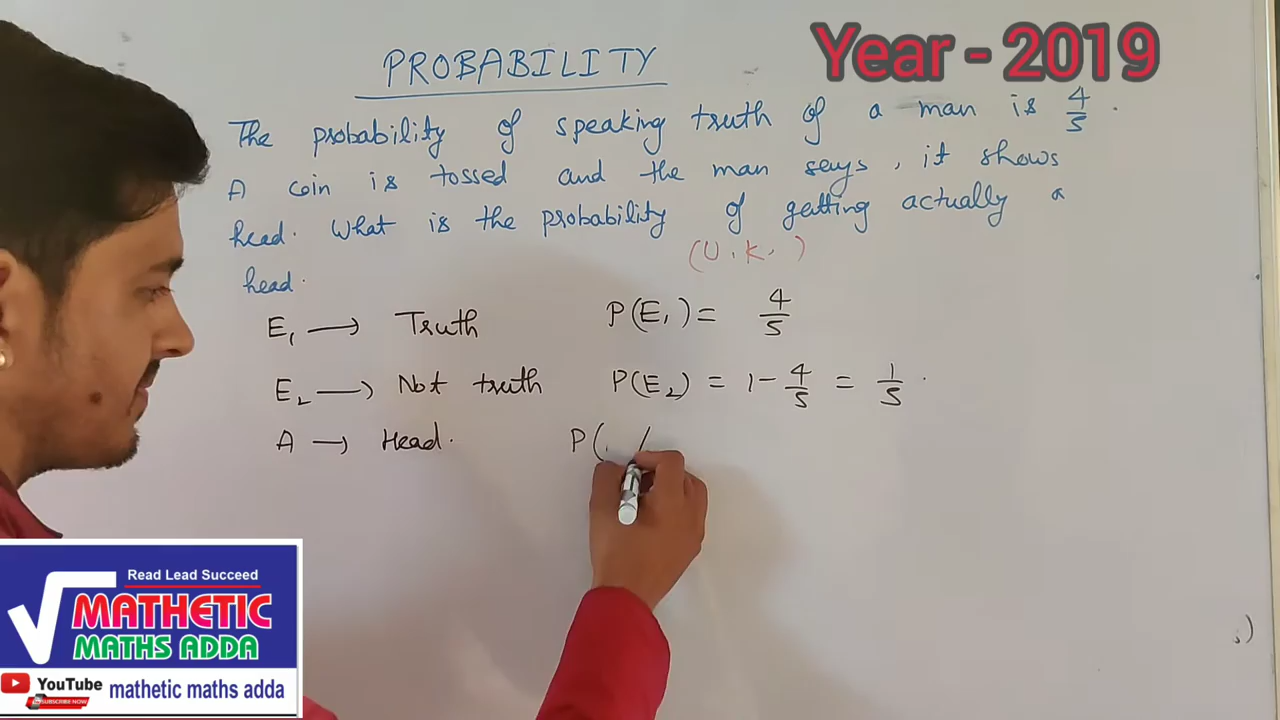 PROBABILITY
Year - 2019
The probability of speaking truth of a man is 4/5.
A coin is tossed and the man says, it shows
head. What is the probability of getting actually a
head.
(U.K.)
E₁ → Truth P(E₁) = 4/5
E₂ → Not truth P(E₂) = 1 - 4/5 = 1/5.
A → Head. P(
Read Lead Succeed
MATHETIC
MATHS ADDA
YouTube mathetic maths adda
SUBSCRIBE NOW